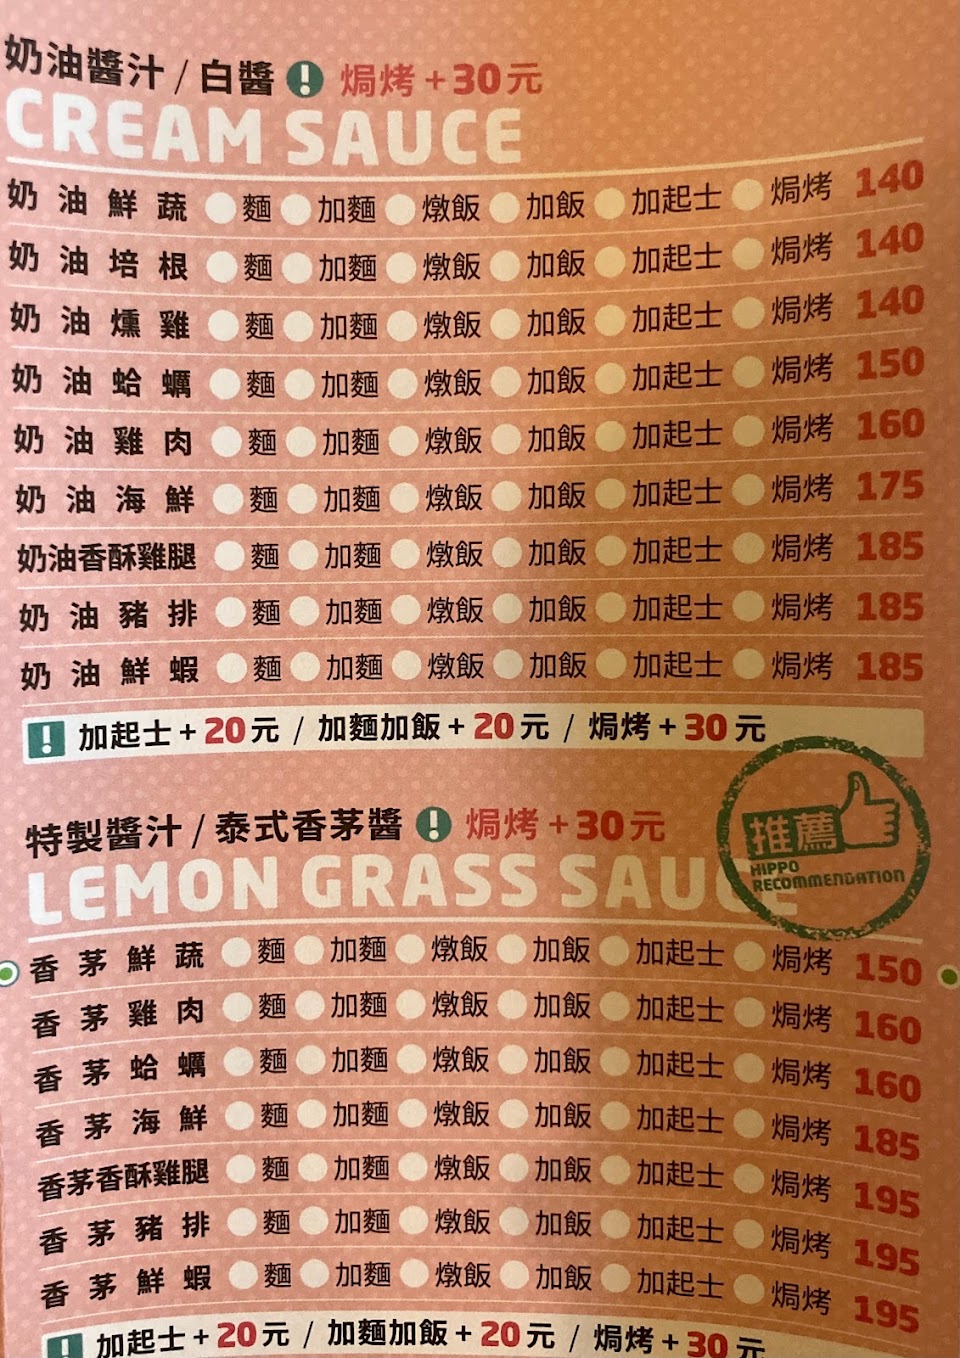 奶油醬汁 / 白醬 ! 焗烤+30元
CREAM SAUCE
奶油鮮蔬 麵 加麵 燉飯 加飯 加起士 焗烤 140
奶油培根 麵 加麵 燉飯 加飯 加起士 焗烤 140
奶油燻雞 麵 加麵 燉飯 加飯 加起士 焗烤 140
奶油蛤蠣 麵 加麵 燉飯 加飯 加起士 焗烤 150
奶油雞肉 麵 加麵 燉飯 加飯 加起士 焗烤 160
奶油海鮮 麵 加麵 燉飯 加飯 加起士 焗烤 175
奶油香酥雞腿 麵 加麵 燉飯 加飯 加起士 焗烤 185
奶油豬排 麵 加麵 燉飯 加飯 加起士 焗烤 185
奶油鮮蝦 麵 加麵 燉飯 加飯 加起士 焗烤 185
! 加起士+20元 / 加麵加飯+20元 / 焗烤+30元
特製醬汁 / 泰式香茅醬 ! 焗烤+30元
LEMON GRASS SAUCE
推薦
HIPPO
RECOMMENDATION
香茅鮮蔬 麵 加麵 燉飯 加飯 加起士 焗烤 150
香茅雞肉 麵 加麵 燉飯 加飯 加起士 焗烤 160
香茅蛤蠣 麵 加麵 燉飯 加飯 加起士 焗烤 160
香茅海鮮 麵 加麵 燉飯 加飯 加起士 焗烤 185
香茅香酥雞腿 麵 加麵 燉飯 加飯 加起士 焗烤 195
香茅豬排 麵 加麵 燉飯 加飯 加起士 焗烤 195
香茅鮮蝦 麵 加麵 燉飯 加飯 加起士 焗烤 195
! 加起士+20元 / 加麵加飯+20元 / 焗烤+30元